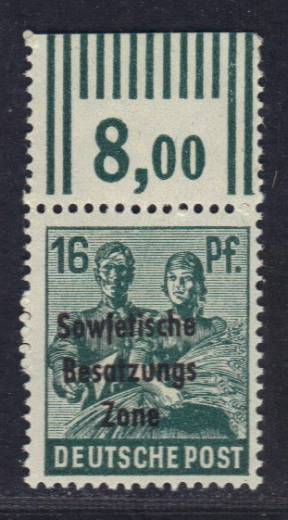 8,00
16 Pf.
Sowjetische
Besatzungs
Zone
DEUTSCHE POST